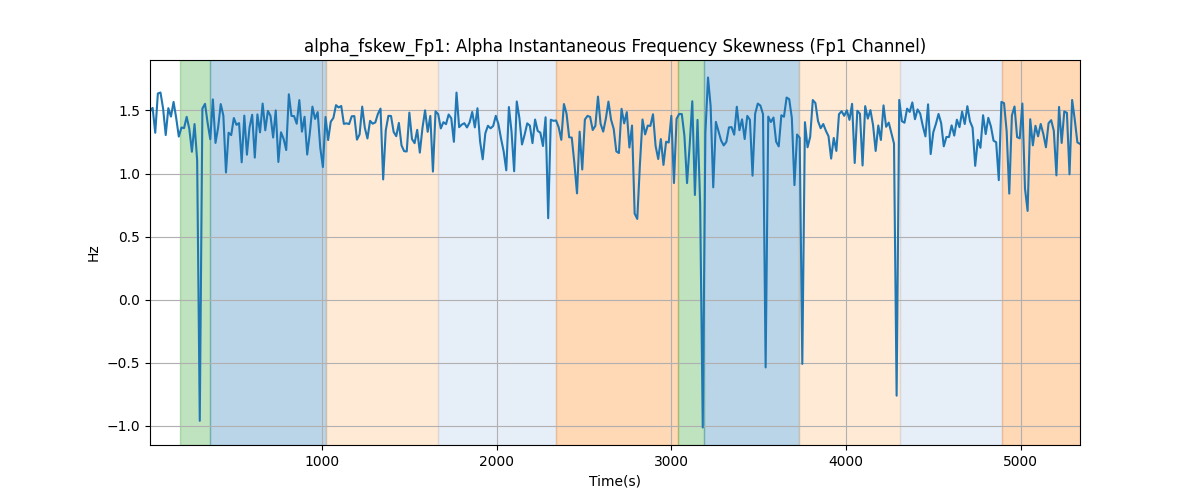 alpha_fskew_Fp1: Alpha Instantaneous Frequency Skewness (Fp1 Channel)
1.5
1.0
0.5
0.0
−0.5
−1.0
Hz
1000 2000 3000 4000 5000
Time(s)